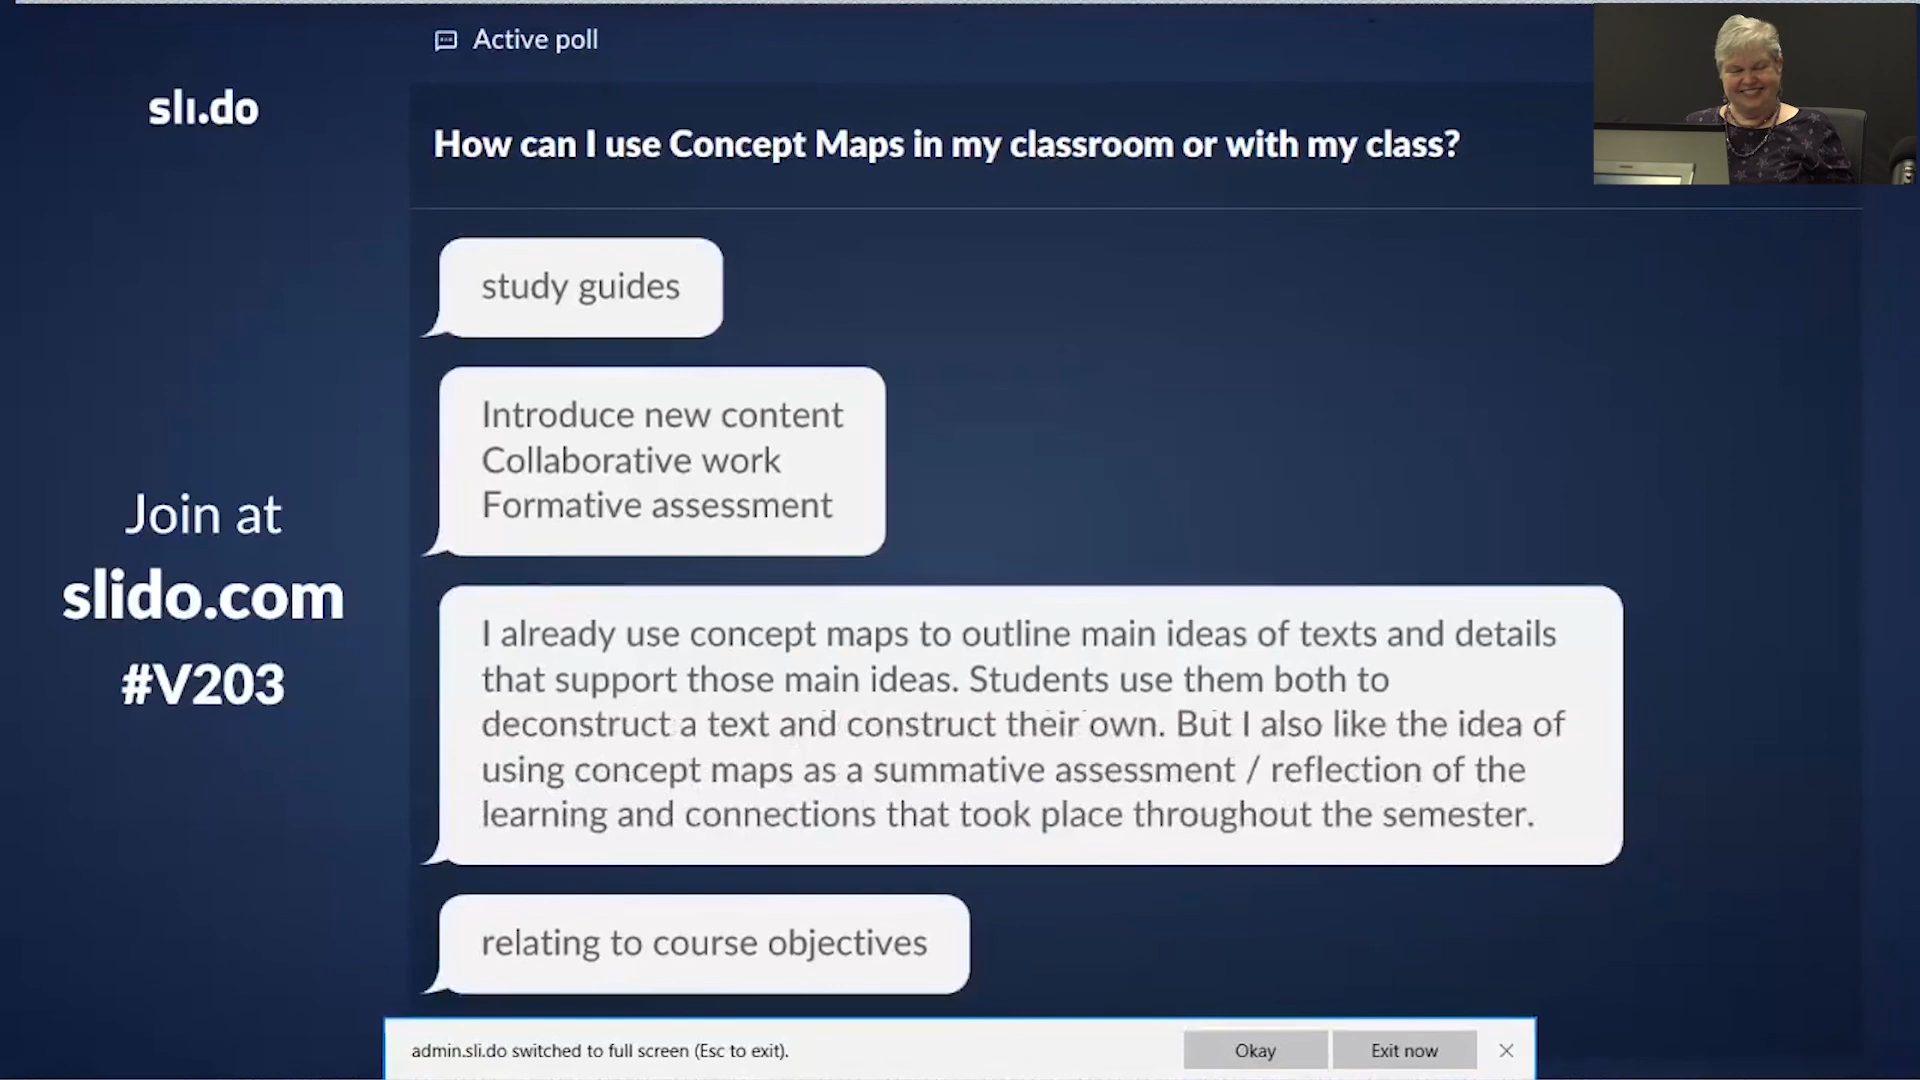 Active poll
sli.do
How can I use Concept Maps in my classroom or with my class?
study guides
Introduce new content
Collaborative work
Formative assessment
Join at
slido.com
#V203
I already use concept maps to outline main ideas of texts and details
that support those main ideas. Students use them both to
deconstruct a text and construct their own. But I also like the idea of
using concept maps as a summative assessment / reflection of the
learning and connections that took place throughout the semester.
relating to course objectives
admin.sli.do switched to full screen (Esc to exit).
Okay
Exit now